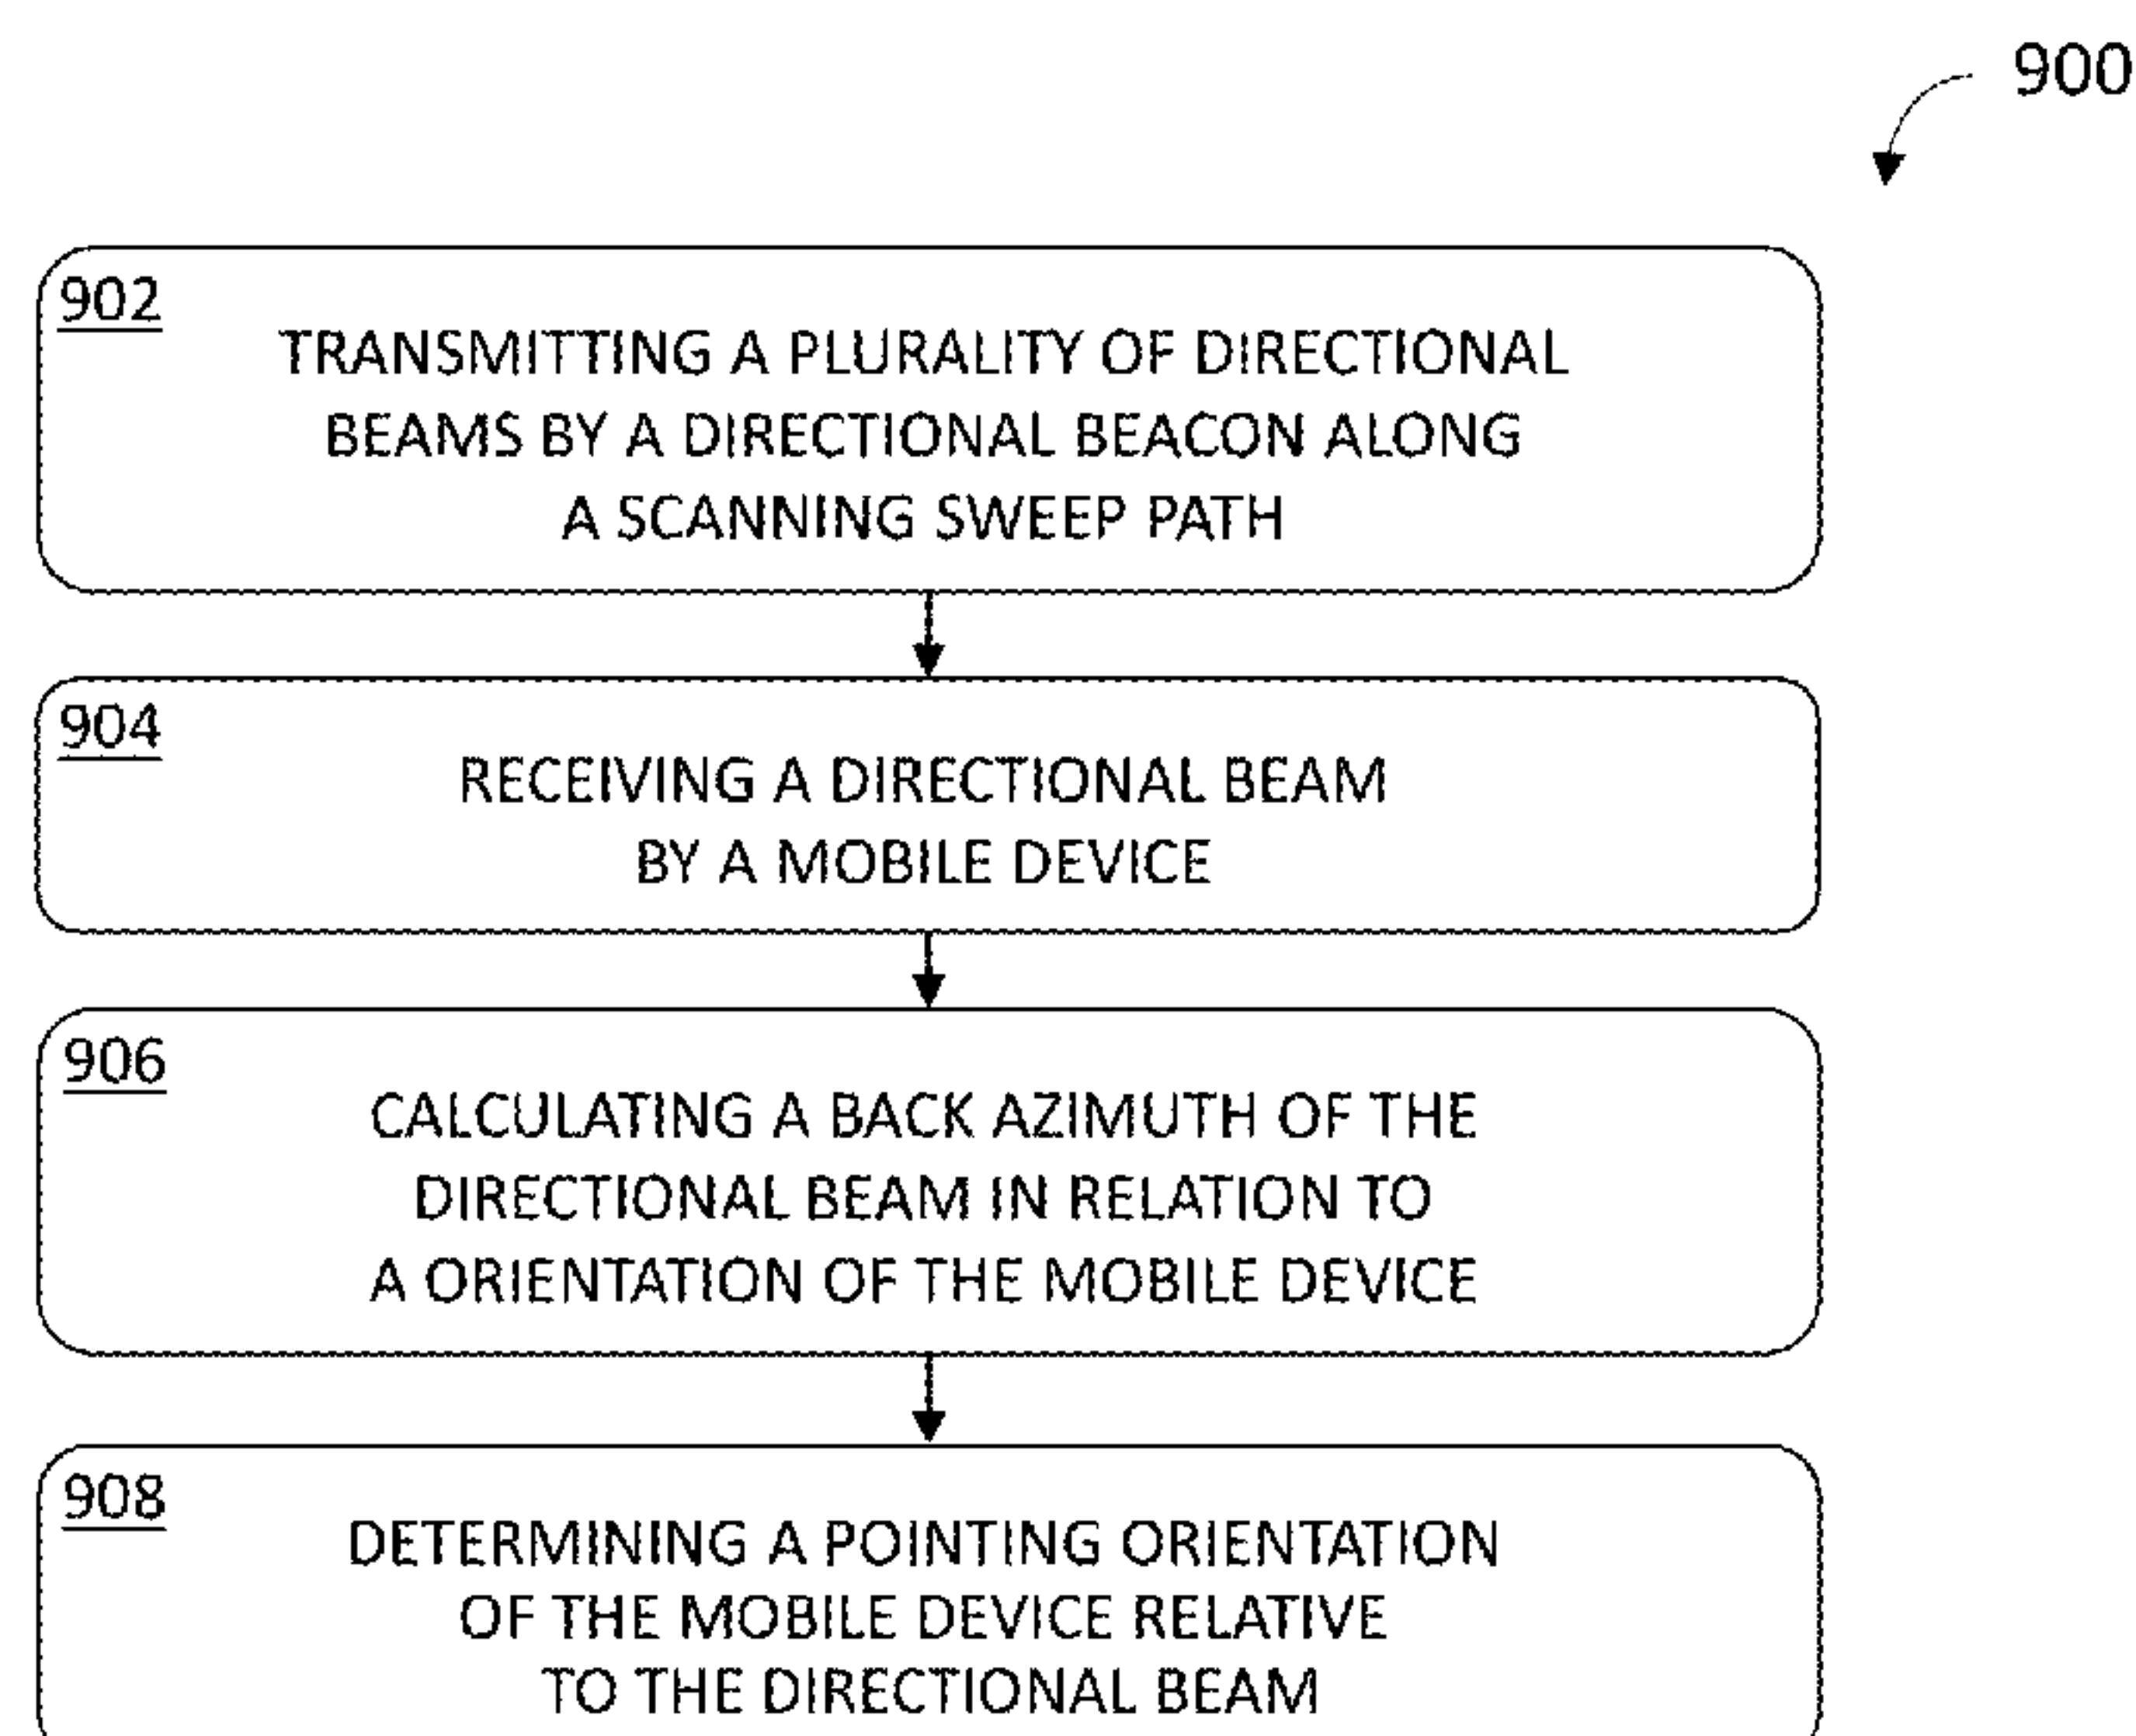 900
902
TRANSMITTING A PLURALITY OF DIRECTIONAL
BEAMS BY A DIRECTIONAL BEACON ALONG
A SCANNING SWEEP PATH
904
RECEIVING A DIRECTIONAL BEAM
BY A MOBILE DEVICE
906
CALCULATING A BACK AZIMUTH OF THE
DIRECTIONAL BEAM IN RELATION TO
A ORIENTATION OF THE MOBILE DEVICE
908
DETERMINING A POINTING ORIENTATION
OF THE MOBILE DEVICE RELATIVE
TO THE DIRECTIONAL BEAM